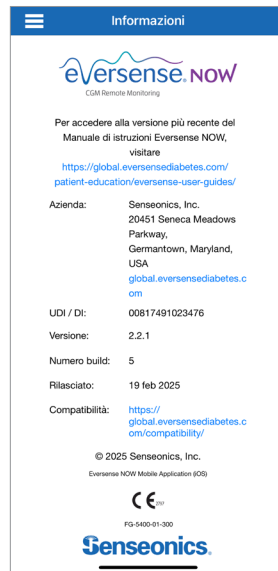 Informazioni
eversense. NOW
CGM Remote Monitoring
Per accedere alla versione più recente del
Manuale di istruzioni Eversense NOW,
visitare
https://global.eversensediabetes.com/
patient-education/eversense-user-guides/
Azienda: Senseonics, Inc.
20451 Seneca Meadows
Parkway,
Germantown, Maryland,
USA
global.eversensediabetes.c
om
UDI / DI: 00817491023476
Versione: 2.2.1
Numero build: 5
Rilasciato: 19 feb 2025
Compatibilità: https://
global.eversensediabetes.c
om/compatibility/
© 2025 Senseonics, Inc.
Eversense NOW Mobile Application (iOS)
CE 2797
FG-5400-01-300
Senseonics.